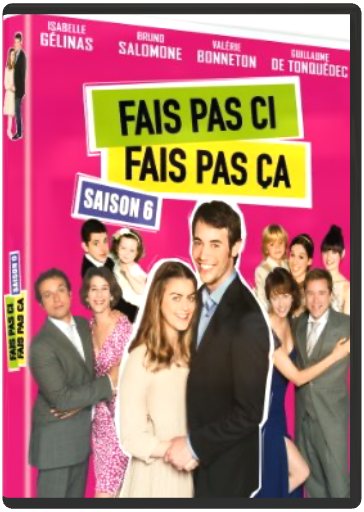 ISABELLE
GÉLINAS
BRUNO
SALOMONE
VALÉRIE
BONNETON
GUILLAUME
DE TONQUÉDEC
FAIS PAS CI
FAIS PAS ÇA
SAISON 6
SAISON 6
FAIS PAS CI
FAIS PAS ÇA